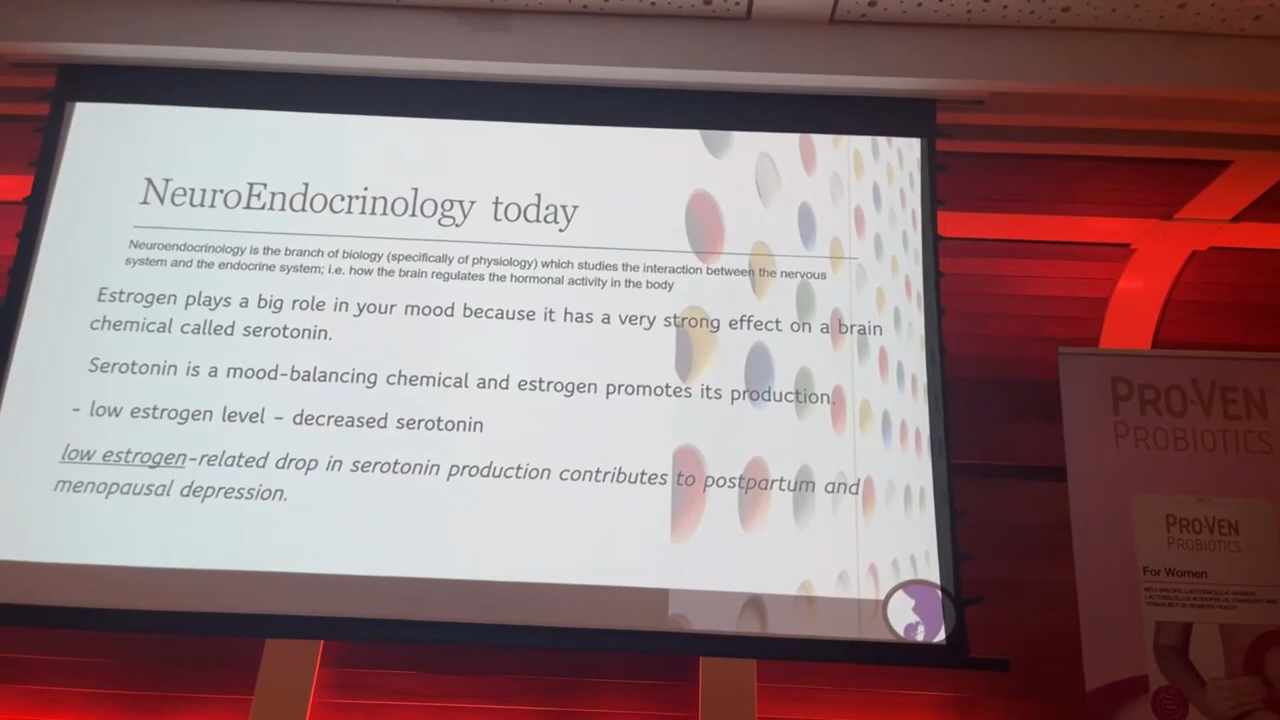 NeuroEndocrinology today
Neuroendocrinology is the branch of biology (specifically of physiology) which studies the interaction between the nervous
system and the endocrine system; i.e. how the brain regulates the hormonal activity in the body
Estrogen plays a big role in your mood because it has a very strong effect on a brain
chemical called serotonin.
Serotonin is a mood-balancing chemical and estrogen promotes its production.
- low estrogen level – decreased serotonin
low estrogen-related drop in serotonin production contributes to postpartum and
menopausal depression.
PRO-VEN
PROBIOTICS
PRO-VEN
PROBIOTICS
For Women